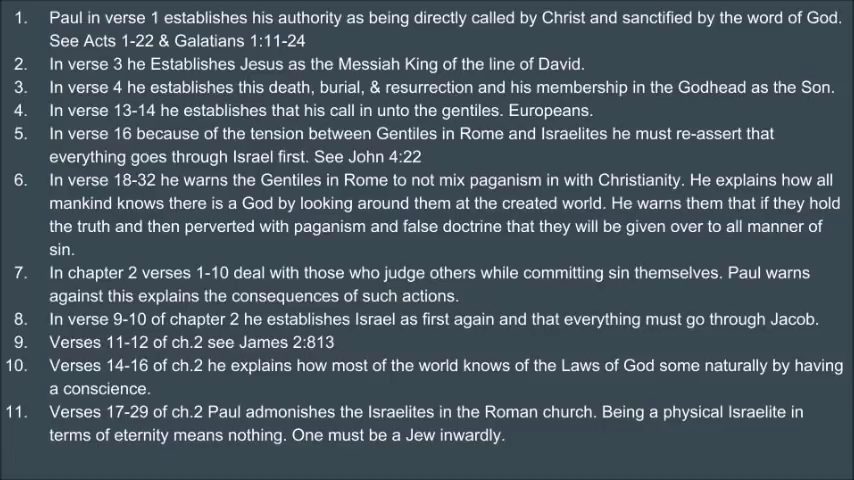 1. Paul in verse 1 establishes his authority as being directly called by Christ and sanctified by the word of God.
See Acts 1-22 & Galatians 1:11-24
2. In verse 3 he Establishes Jesus as the Messiah King of the line of David.
3. In verse 4 he establishes this death, burial, & resurrection and his membership in the Godhead as the Son.
4. In verse 13-14 he establishes that his call in unto the gentiles. Europeans.
5. In verse 16 because of the tension between Gentiles in Rome and Israelites he must re-assert that
everything goes through Israel first. See John 4:22
6. In verse 18-32 he warns the Gentiles in Rome to not mix paganism in with Christianity. He explains how all
mankind knows there is a God by looking around them at the created world. He warns them that if they hold
the truth and then perverted with paganism and false doctrine that they will be given over to all manner of
sin.
7. In chapter 2 verses 1-10 deal with those who judge others while committing sin themselves. Paul warns
against this explains the consequences of such actions.
8. In verse 9-10 of chapter 2 he establishes Israel as first again and that everything must go through Jacob.
9. Verses 11-12 of ch.2 see James 2:813
10. Verses 14-16 of ch.2 he explains how most of the world knows of the Laws of God some naturally by having
a conscience.
11. Verses 17-29 of ch.2 Paul admonishes the Israelites in the Roman church. Being a physical Israelite in
terms of eternity means nothing. One must be a Jew inwardly.